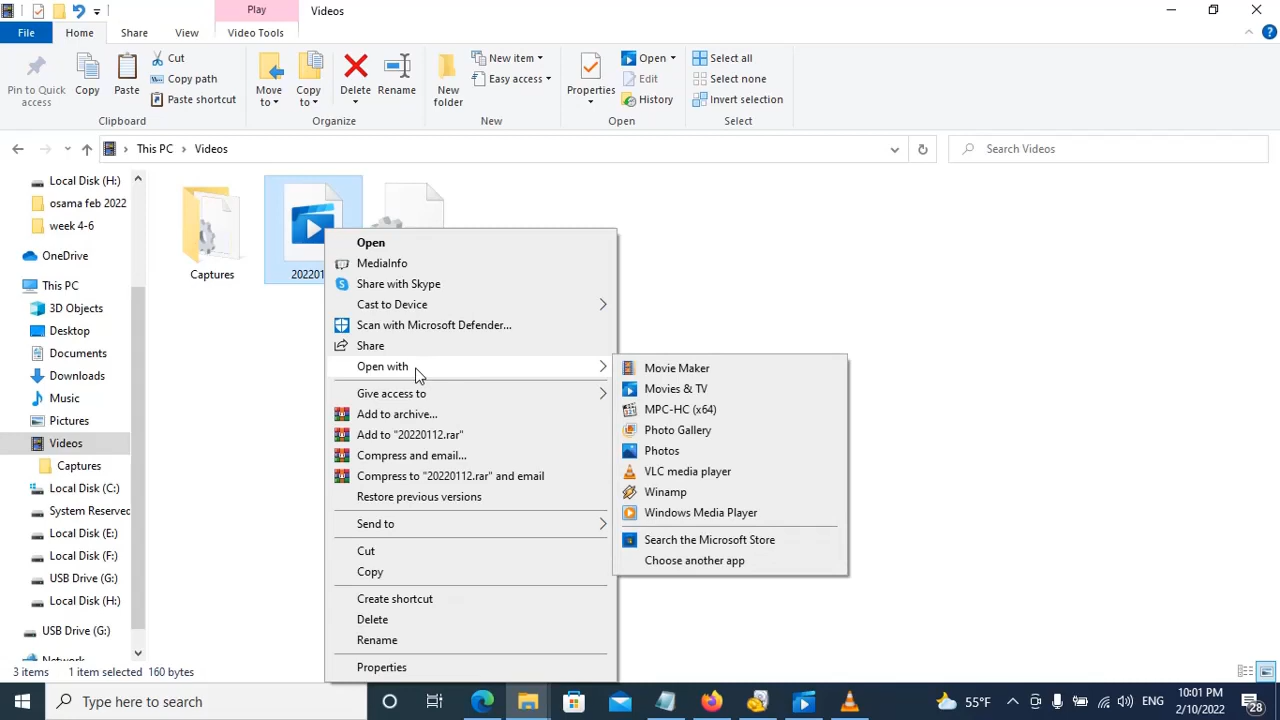 Play
Videos
File
Home
Share
View
Video Tools
Pin to Quick
access
Copy
Paste
Cut
Copy path
Paste shortcut
Clipboard
Move
to
Copy
to
Delete
Rename
Organize
New
folder
New item
Easy access
New
Properties
Open
Edit
History
Open
Select all
Select none
Invert selection
Select
This PC
Videos
Search Videos
Local Disk (H:)
osama feb 2022
week 4-6
OneDrive
This PC
3D Objects
Desktop
Documents
Downloads
Music
Pictures
Videos
Captures
Local Disk (C:)
System Reserved
Local Disk (E:)
Local Disk (F:)
USB Drive (G:)
Local Disk (H:)
USB Drive (G:)
Captures
202201
Open
MediaInfo
Share with Skype
Cast to Device
Scan with Microsoft Defender...
Share
Open with
Give access to
Add to archive...
Add to "20220112.rar"
Compress and email...
Compress to "20220112.rar" and email
Restore previous versions
Send to
Cut
Copy
Create shortcut
Delete
Rename
Properties
Movie Maker
Movies & TV
MPC-HC (x64)
Photo Gallery
Photos
VLC media player
Winamp
Windows Media Player
Search the Microsoft Store
Choose another app
3 items
1 item selected 160 bytes
Type here to search
55°F
ENG
10:01 PM
2/10/2022
28